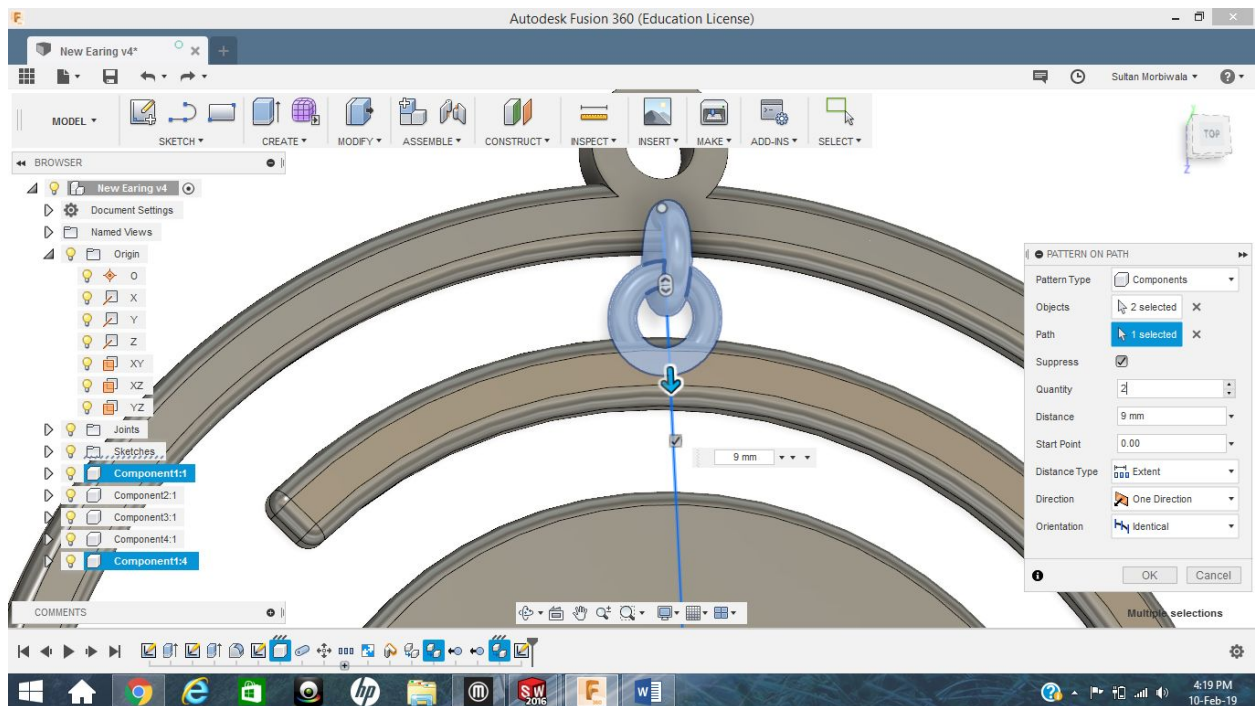 Autodesk Fusion 360 (Education License)
New Earing v4*
Sultan Morbiwala
MODEL
SKETCH
CREATE
MODIFY
ASSEMBLE
CONSTRUCT
INSPECT
INSERT
MAKE
ADD-INS
SELECT
TOP
Z
BROWSER
New Earing v4
Document Settings
Named Views
Origin
O
X
Y
Z
XY
XZ
YZ
Joints
Sketches
Component1:1
Component2:1
Component3:1
Component4:1
Component1:4
9 mm
PATTERN ON PATH
Pattern Type Components
Objects 2 selected
Path 1 selected
Suppress
Quantity 2
Distance 9 mm
Start Point 0.00
Distance Type Extent
Direction One Direction
Orientation Identical
OK Cancel
COMMENTS
Multiple selections
hp
SW
2016
F
W
4:19 PM
10-Feb-19